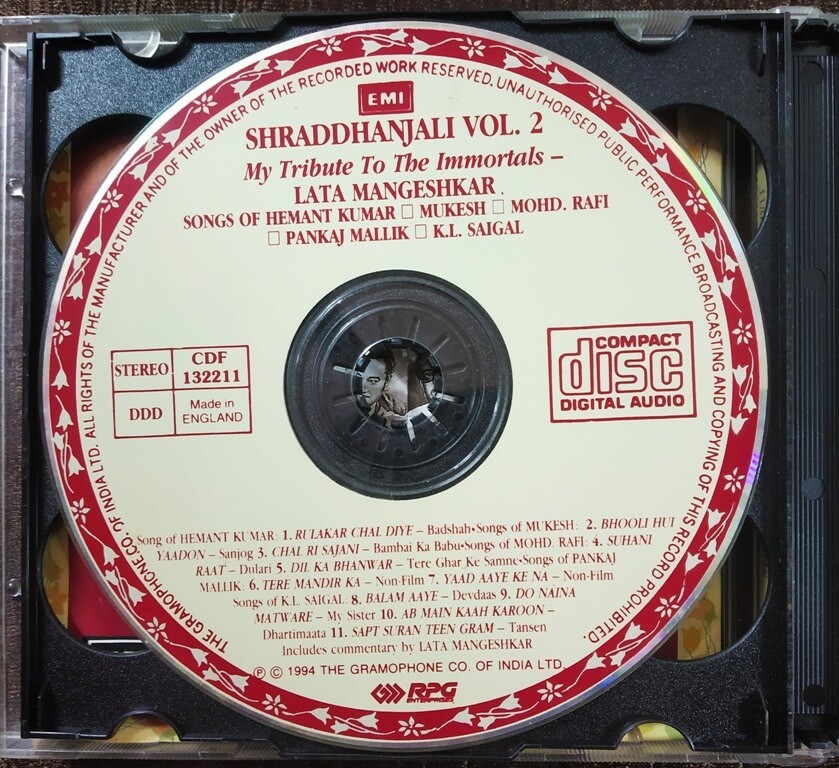 THE GRAMOPHONE CO. OF INDIA LTD. ALL RIGHTS OF THE MANUFACTURER AND OF THE OWNER OF THE RECORDED WORK RESERVED. UNAUTHORISED PUBLIC PERFORMANCE BROADCASTING AND COPYING OF THIS RECORD PROHIBITED.
EMI
SHRADDHANJALI VOL. 2
My Tribute To The Immortals –
LATA MANGESHKAR
SONGS OF HEMANT KUMAR □ MUKESH □ MOHD. RAFI
□ PANKAJ MALLIK □ K.L. SAIGAL
STEREO
CDF
132211
DDD
Made in
ENGLAND
COMPACT
disc
DIGITAL AUDIO
Song of HEMANT KUMAR: 1. RULAKAR CHAL DIYE – Badshah•Songs of MUKESH: 2. BHOOLI HUI
YAADON – Sanjog 3. CHAL RI SAJANI – Bambai Ka Babu•Songs of MOHD. RAFI: 4. SUHANI
RAAT – Dulari 5. DIL KA BHANWAR – Tere Ghar Ke Samne•Songs of PANKAJ
MALLIK: 6. TERE MANDIR KA – Non-Film 7. YAAD AAYE KE NA – Non-Film
Songs of K.L. SAIGAL: 8. BALAM AAYE – Devdaas 9. DO NAINA
MATWARE – My Sister 10. AB MAIN KAAH KAROON –
Dhartimaata 11. SAPT SURAN TEEN GRAM – Tansen
Includes commentary by LATA MANGESHKAR
℗ © 1994 THE GRAMOPHONE CO. OF INDIA LTD.
RPG
ENTERPRISES